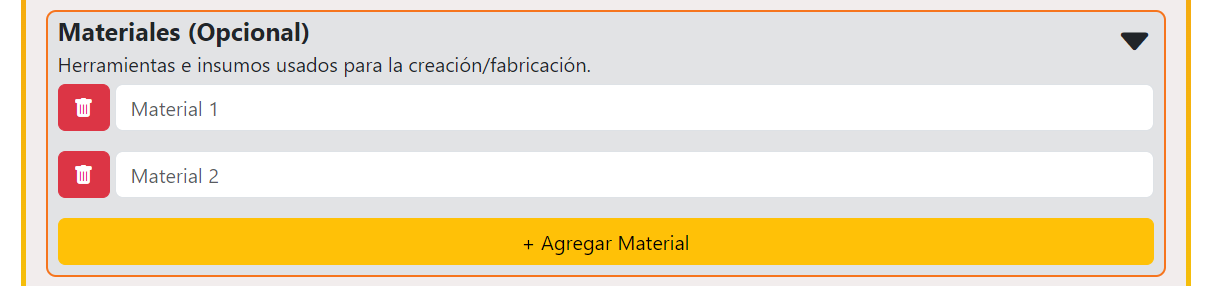 Materiales (Opcional)
Herramientas e insumos usados para la creación/fabricación.
Material 1
Material 2
+ Agregar Material